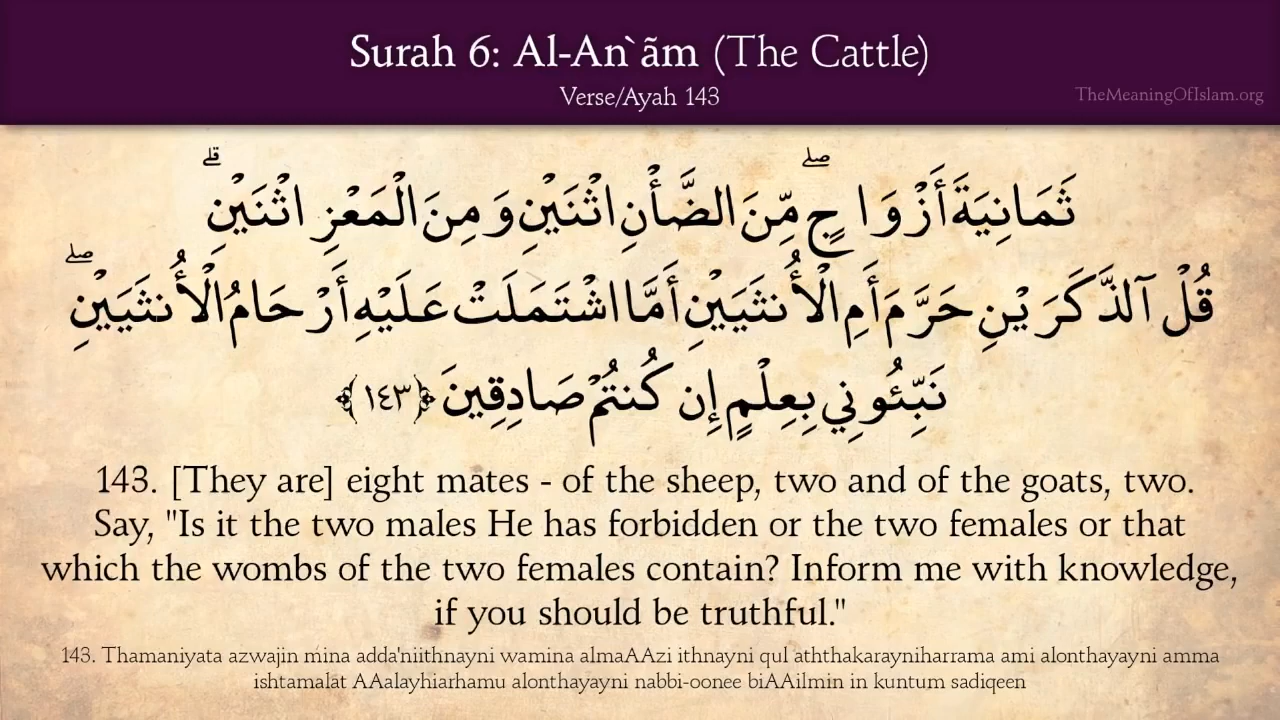 Surah 6: Al-An`ãm (The Cattle)
Verse/Ayah 143
TheMeaningOfIslam.org
ثَمَانِيَةَ أَزْوَاجٍ ۖ مِّنَ الضَّأْنِ اثْنَيْنِ وَمِنَ الْمَعْزِ اثْنَيْنِ ۗ
قُلْ آلذَّكَرَيْنِ حَرَّمَ أَمِ الْأُنثَيَيْنِ أَمَّا اشْتَمَلَتْ عَلَيْهِ أَرْحَامُ الْأُنثَيَيْنِ ۖ
نَبِّئُونِي بِعِلْمٍ إِن كُنتُمْ صَادِقِينَ ﴿١٤٣﴾
143. [They are] eight mates - of the sheep, two and of the goats, two.
Say, "Is it the two males He has forbidden or the two females or that
which the wombs of the two females contain? Inform me with knowledge,
if you should be truthful."
143. Thamaniyata azwajin mina adda'niithnayni wamina almaAAzi ithnayni qul aththakarayniharrama ami alonthayayni amma
ishtamalat AAalayhiarhamu alonthayayni nabbi-oonee biAAilmin in kuntum sadiqeen